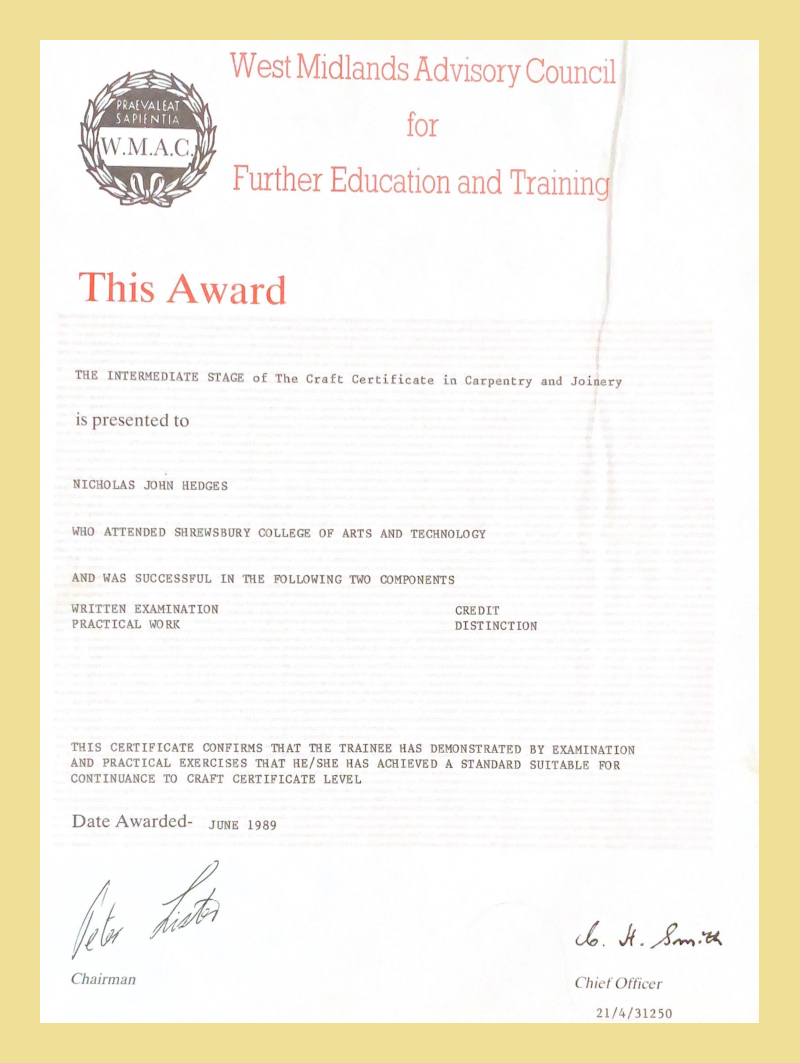 West Midlands Advisory Council
for
Further Education and Training
PRAEVALEAT
SAPIENTIA
W.M.A.C.
This Award
THE INTERMEDIATE STAGE of The Craft Certificate in Carpentry and Joinery
is presented to
NICHOLAS JOHN HEDGES
WHO ATTENDED SHREWSBURY COLLEGE OF ARTS AND TECHNOLOGY
AND WAS SUCCESSFUL IN THE FOLLOWING TWO COMPONENTS
WRITTEN EXAMINATION CREDIT
PRACTICAL WORK DISTINCTION
THIS CERTIFICATE CONFIRMS THAT THE TRAINEE HAS DEMONSTRATED BY EXAMINATION
AND PRACTICAL EXERCISES THAT HE/SHE HAS ACHIEVED A STANDARD SUITABLE FOR
CONTINUANCE TO CRAFT CERTIFICATE LEVEL
Date Awarded- JUNE 1989
Peter Lister
Chairman
H. Smith
Chief Officer
21/4/31250